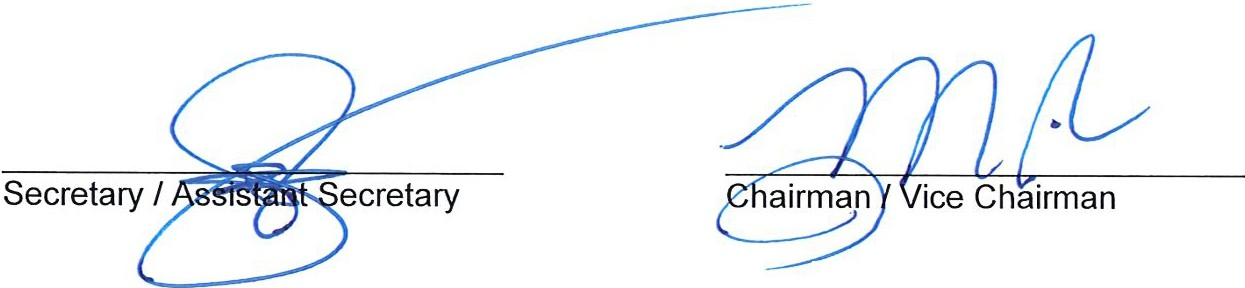 Secretary / Assistant Secretary
Chairman / Vice Chairman